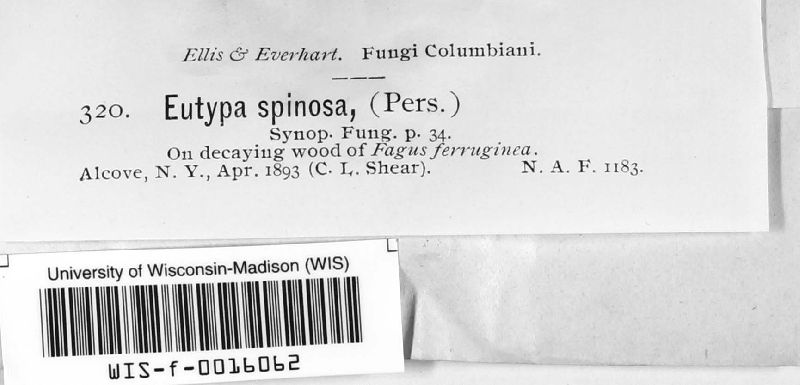 Ellis & Everhart. Fungi Columbiani.
320. Eutypa spinosa, (Pers.)
Synop. Fung. p. 34.
On decaying wood of Fagus ferruginea.
Alcove, N. Y., Apr. 1893 (C. L. Shear). N. A. F. 1183.
University of Wisconsin-Madison (WIS)
WIS-f-0016062